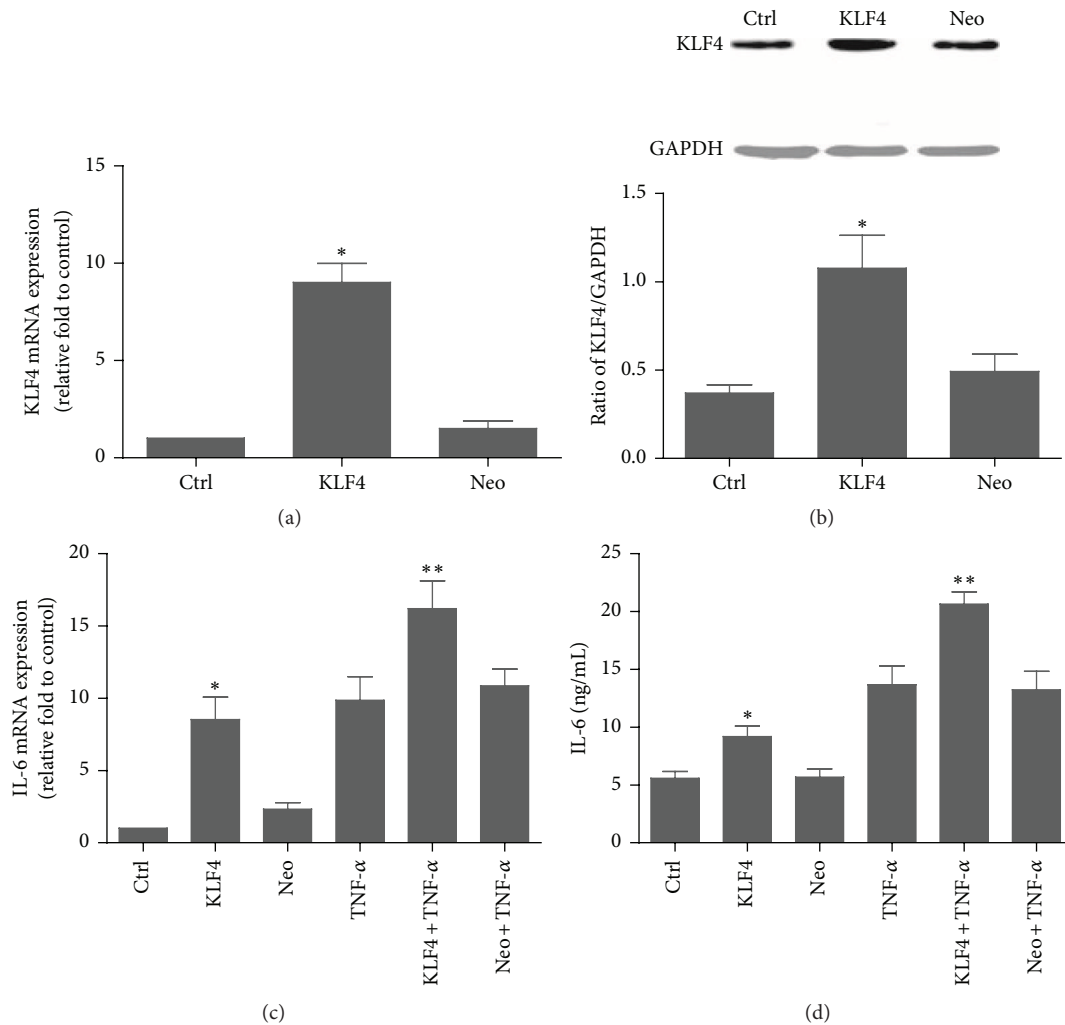 KLF4 mRNA expression
(relative fold to control)
15
10
5
0
*
Ctrl
KLF4
Neo
(a)
Ctrl KLF4 Neo
KLF4
GAPDH
Ratio of KLF4/GAPDH
1.5
1.0
0.5
0.0
*
Ctrl
KLF4
Neo
(b)
IL-6 mRNA expression
(relative fold to control)
20
15
10
5
0
*
**
Ctrl
KLF4
Neo
TNF-α
KLF4 + TNF-α
Neo + TNF-α
(c)
IL-6 (ng/mL)
25
20
15
10
5
0
*
**
Ctrl
KLF4
Neo
TNF-α
KLF4 + TNF-α
Neo + TNF-α
(d)